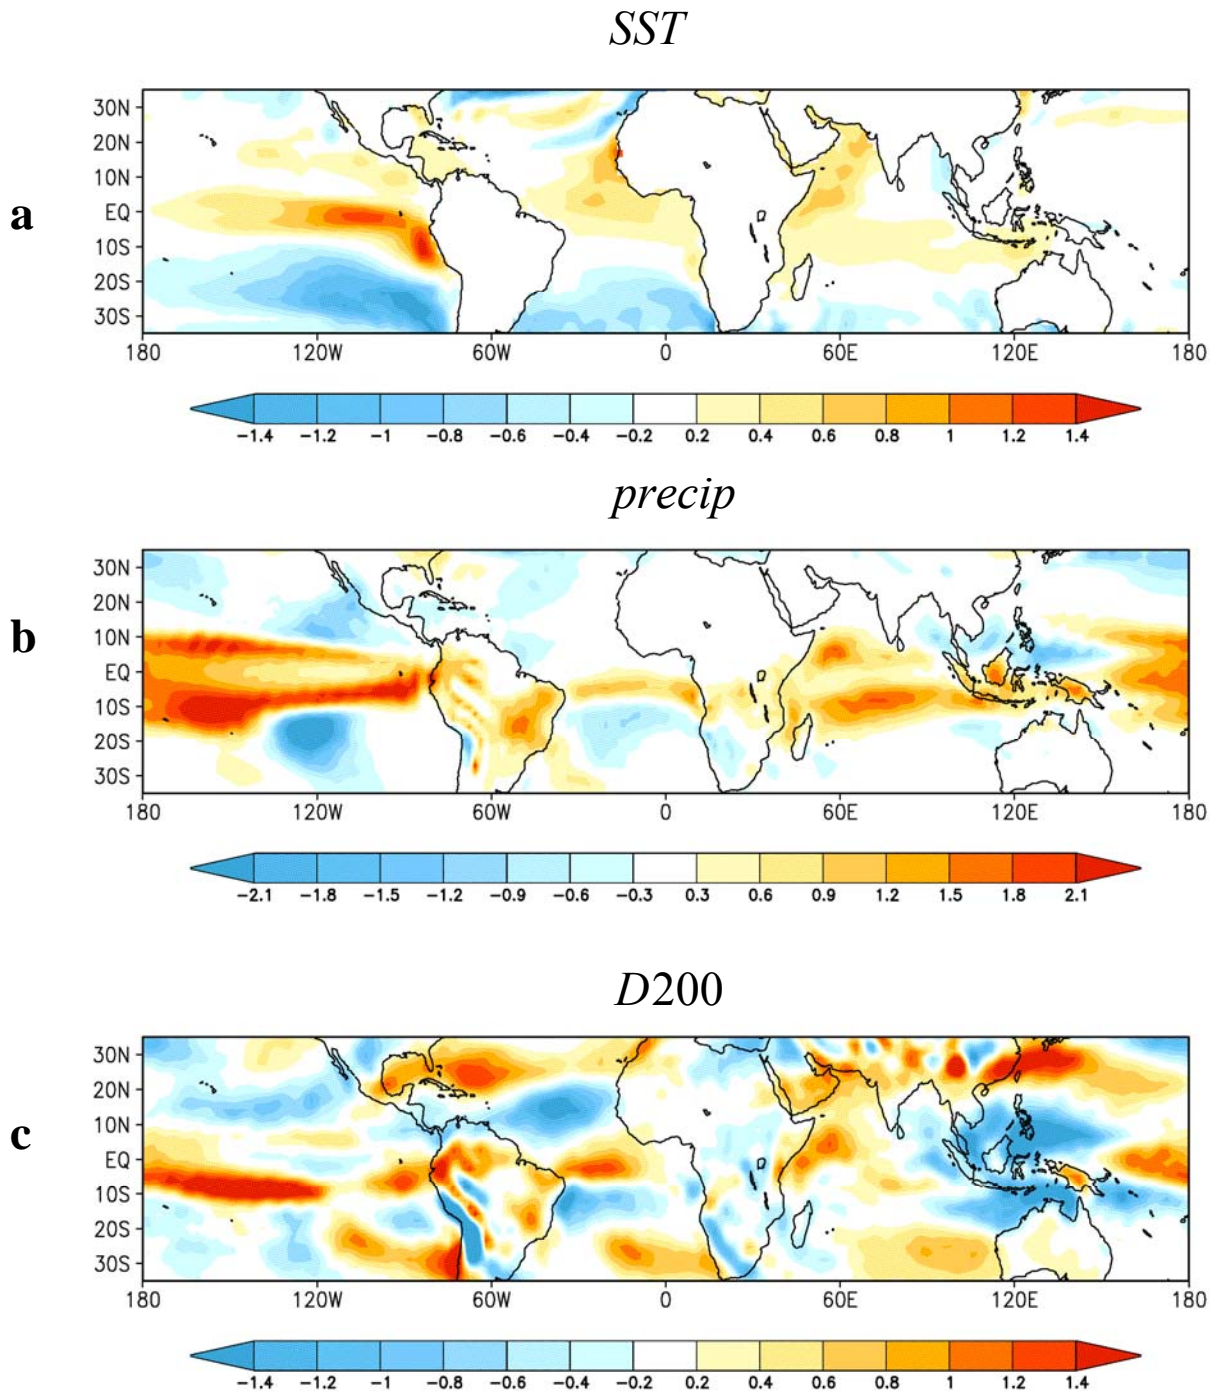 SST
a
30N
20N
10N
EQ
10S
20S
30S
180 120W 60W 0 60E 120E 180
−1.4 −1.2 −1 −0.8 −0.6 −0.4 −0.2 0.2 0.4 0.6 0.8 1 1.2 1.4
precip
b
30N
20N
10N
EQ
10S
20S
30S
180 120W 60W 0 60E 120E 180
−2.1 −1.8 −1.5 −1.2 −0.9 −0.6 −0.3 0.3 0.6 0.9 1.2 1.5 1.8 2.1
D200
c
30N
20N
10N
EQ
10S
20S
30S
180 120W 60W 0 60E 120E 180
−1.4 −1.2 −1 −0.8 −0.6 −0.4 −0.2 0.2 0.4 0.6 0.8 1 1.2 1.4